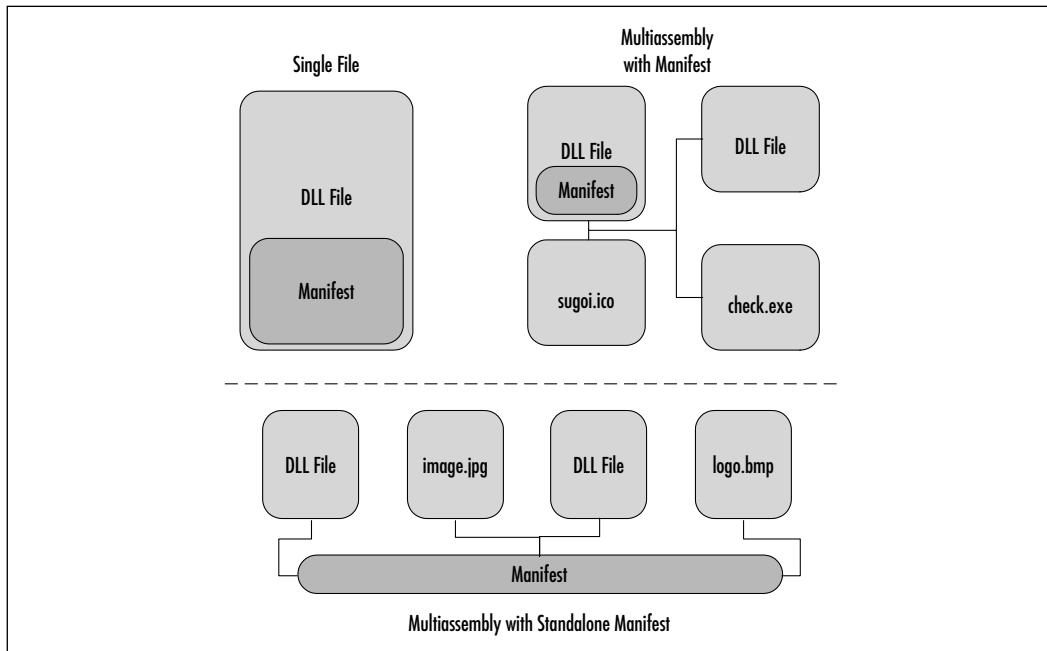 Single File
DLL File
Manifest
Multiassembly
with Manifest
DLL File
Manifest
DLL File
sugoi.ico
check.exe
DLL File
image.jpg
DLL File
logo.bmp
Manifest
Multiassembly with Standalone Manifest